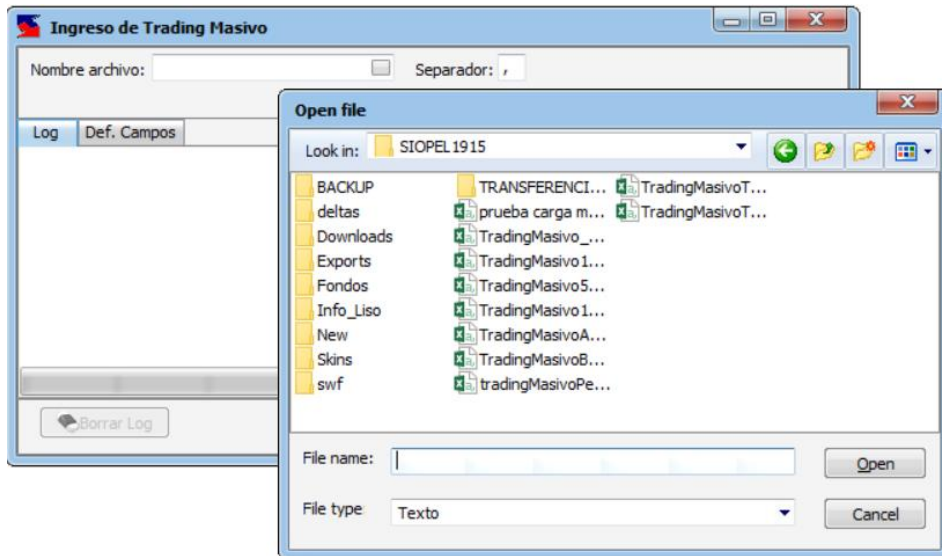 Ingreso de Trading Masivo
Nombre archivo:
Separador: ,
Log
Def. Campos
Borrar Log
Open file
Look in: SIOPEL1915
BACKUP
deltas
Downloads
Exports
Fondos
Info_Liso
New
Skins
swf
TRANSFERENCI...
prueba carga m...
TradingMasivo_...
TradingMasivo1...
TradingMasivo5...
TradingMasivo1...
TradingMasivoA...
TradingMasivoB...
tradingMasivoPe...
TradingMasivoT...
TradingMasivoT...
File name:
Open
File type Texto
Cancel